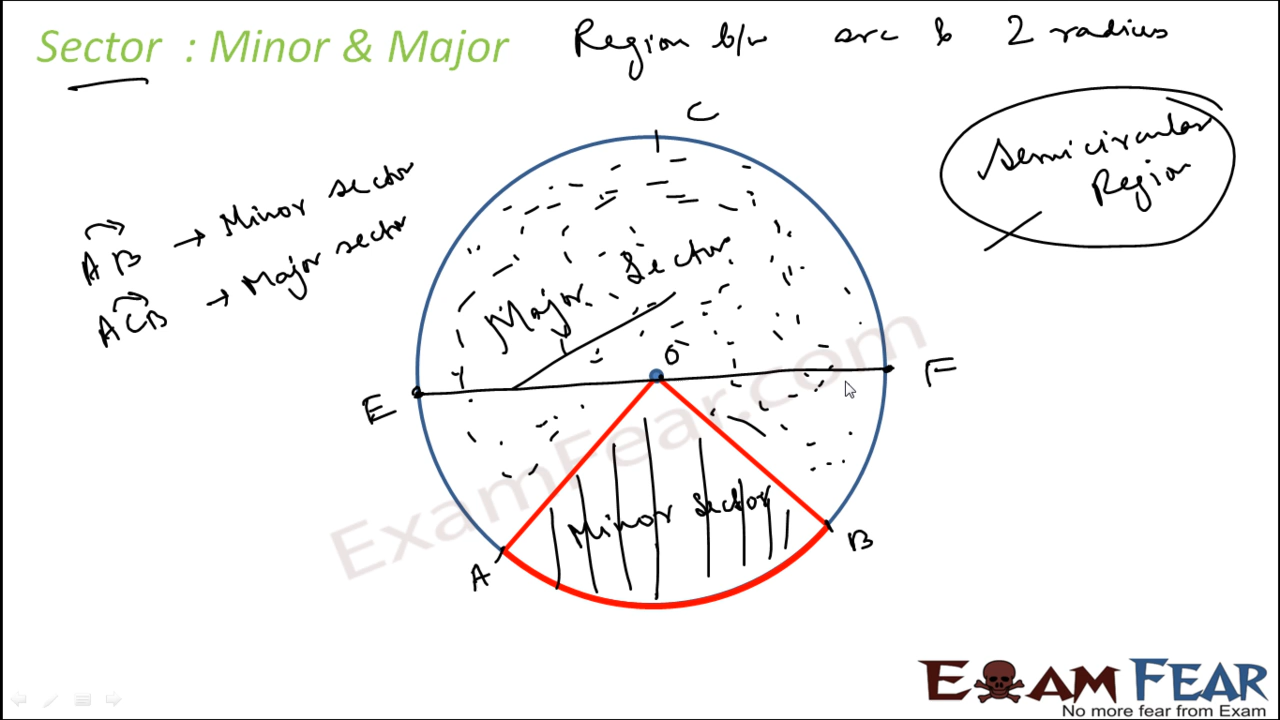 Sector : Minor & Major
Region b/w arc & 2 radius
C
Semicircular
Region
AB → Minor sector
ACB → Major sector
Major Sector
O
E
F
Minor Sector
A
B
ExamFear.com
EXAM FEAR
No more fear from Exam